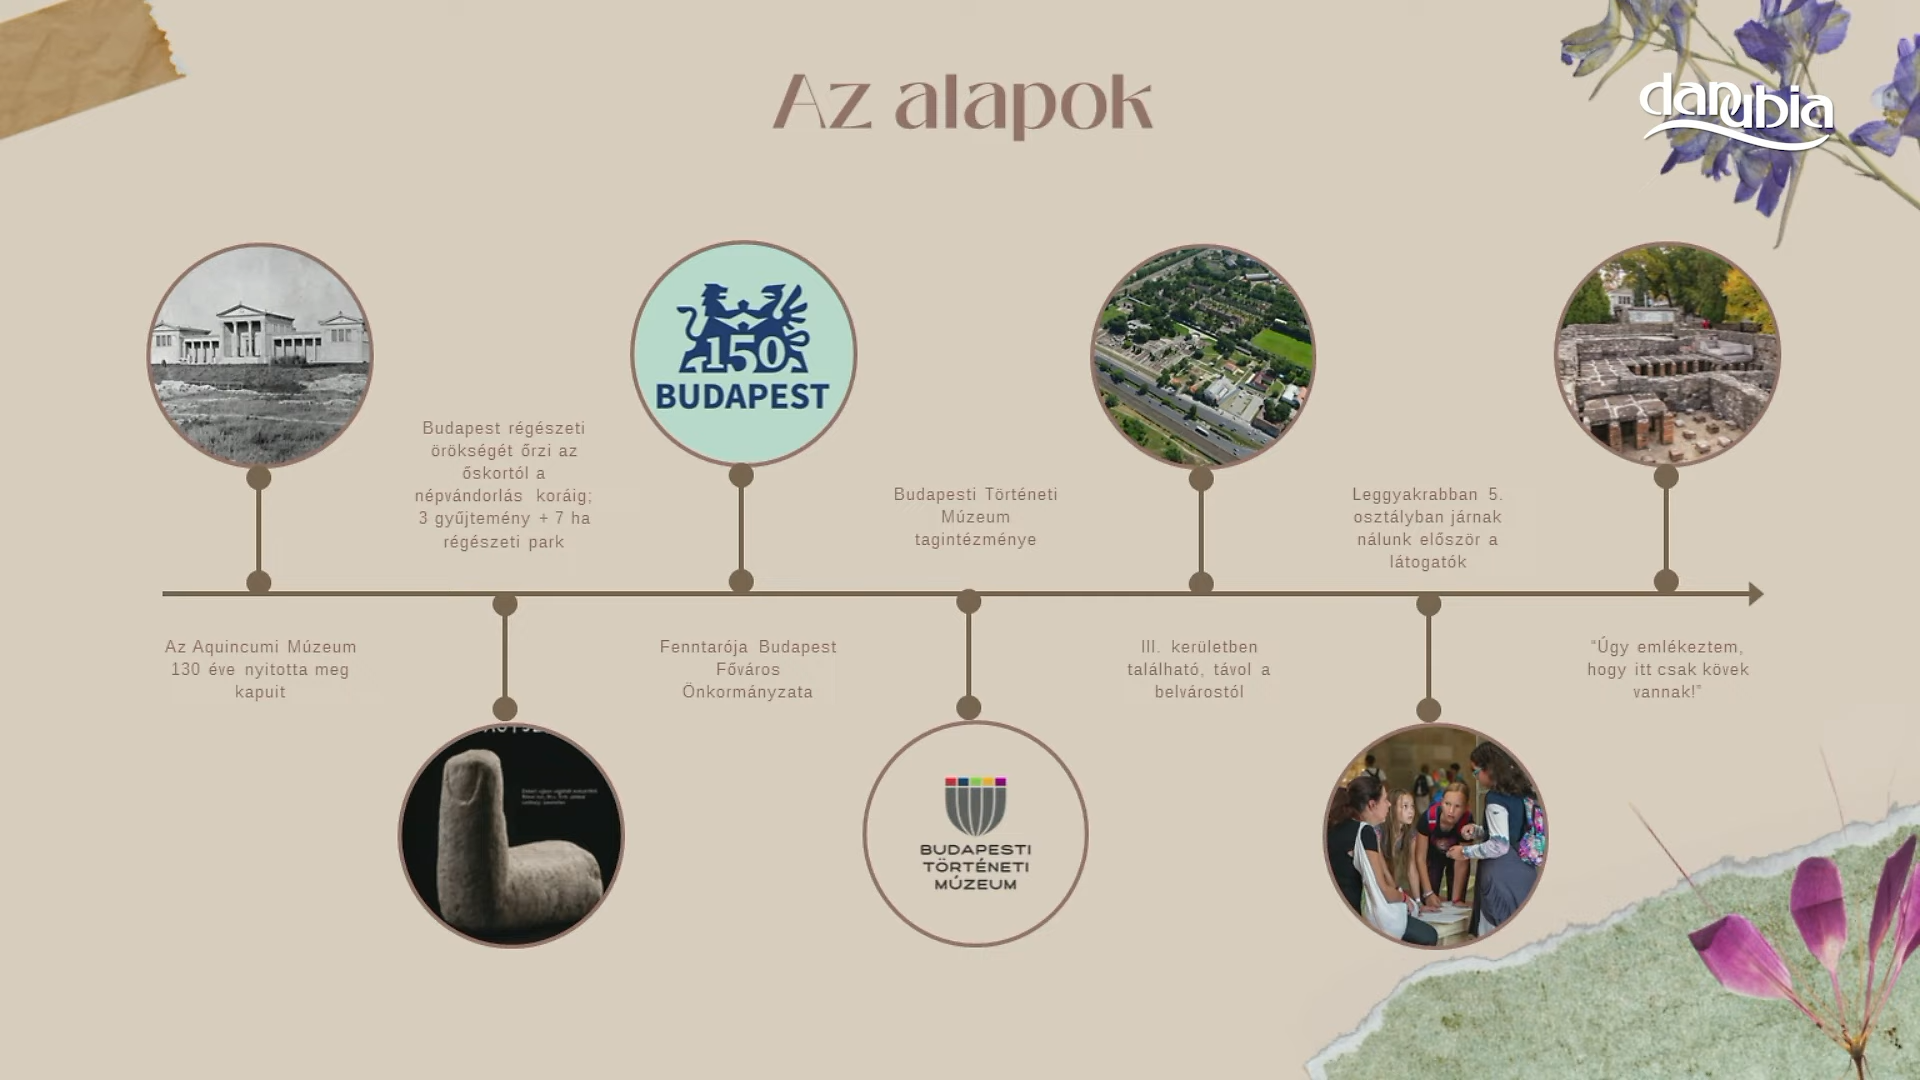 Az alapok
danubia
150
BUDAPEST
Budapest régészeti
örökségét őrzi az
őskortól a
népvándorlás koráig;
3 gyűjtemény + 7 ha
régészeti park
Budapesti Történeti
Múzeum
tagintézménye
Leggyakrabban 5.
osztályban járnak
nálunk először a
látogatók
Az Aquincumi Múzeum
130 éve nyitotta meg
kapuit
Fenntarója Budapest
Főváros
Önkormányzata
III. kerületben
található, távol a
belvárostól
“Úgy emlékeztem,
hogy itt csak kövek
vannak!”
BUDAPESTI
TÖRTÉNETI
MÚZEUM